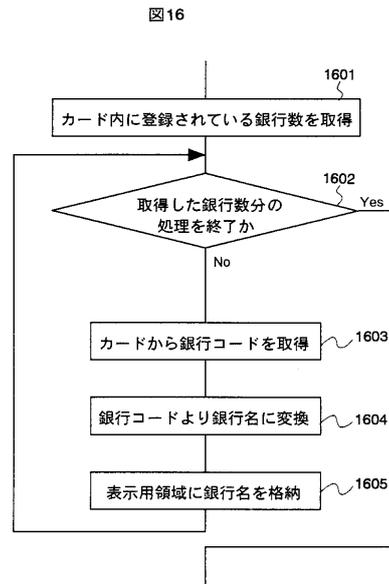 図16
1601
カード内に登録されている銀行数を取得
1602
取得した銀行数分の
処理を終了か
Yes
No
カードから銀行コードを取得
1603
銀行コードより銀行名に変換
1604
表示用領域に銀行名を格納
1605